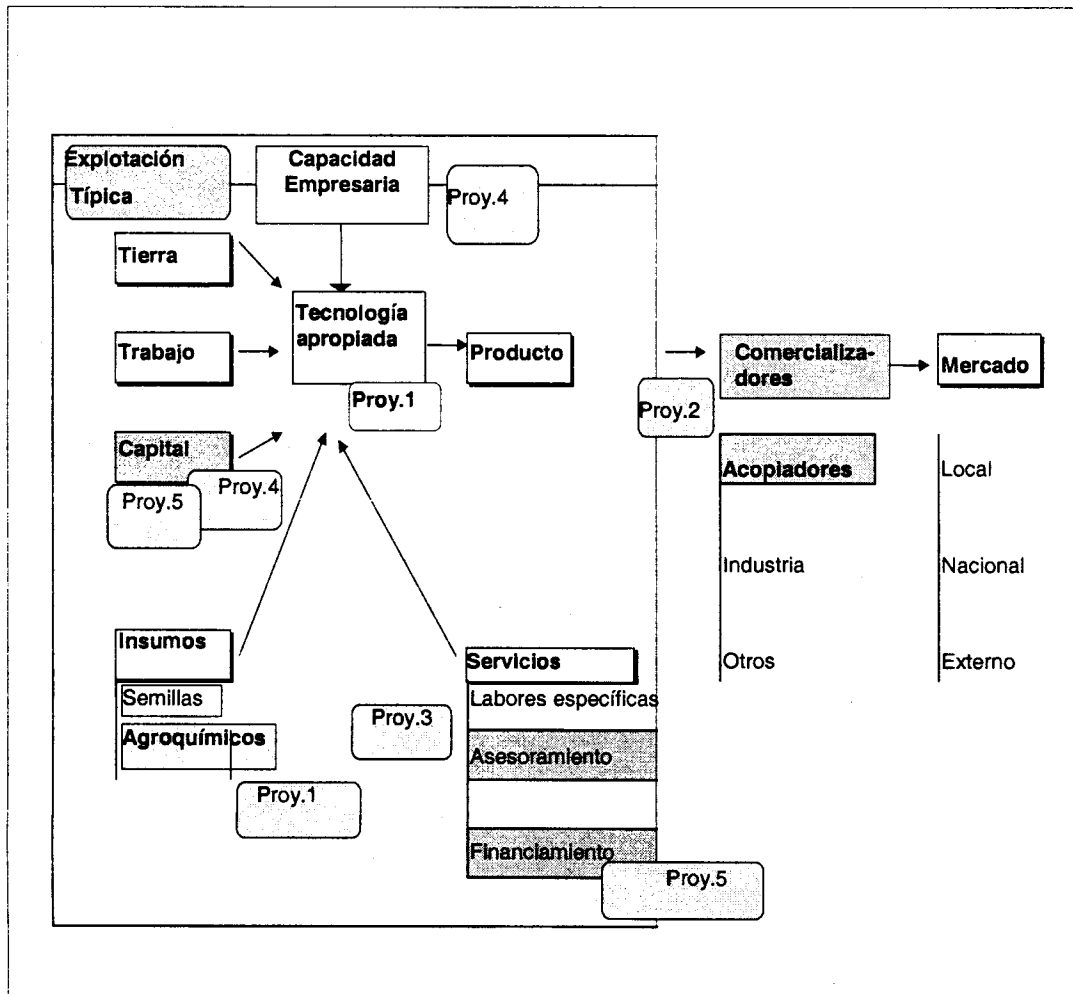 Explotación
Típica
Capacidad
Empresaria
Proy.4
Tierra
Tecnología
apropiada
Trabajo
Producto
Comercializa-
dores
Mercado
Proy.1
Proy.2
Capital
Proy.4
Proy.5
Acopiadores
Local
Industria
Nacional
Insumos
Servicios
Otros
Externo
Semillas
Labores específicas
Proy.3
Agroquímicos
Asesoramiento
Proy.1
Financiamiento
Proy.5